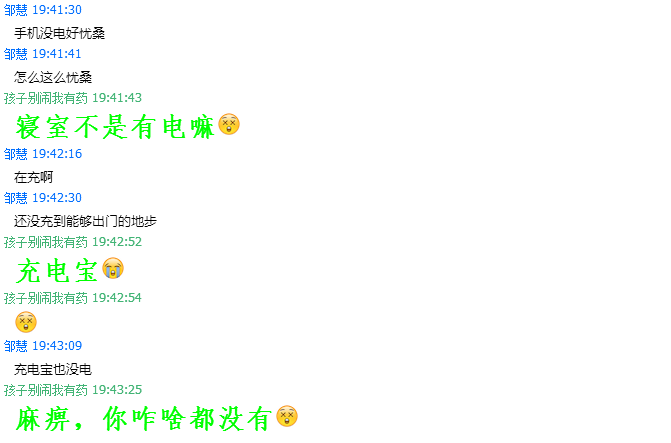 邹慧 19:41:30
手机没电好忧桑
邹慧 19:41:41
怎么这么忧桑
孩子别闹我有药 19:41:43
寝室不是有电嘛
邹慧 19:42:16
在充啊
邹慧 19:42:30
还没充到能够出门的地步
孩子别闹我有药 19:42:52
充电宝
孩子别闹我有药 19:42:54
邹慧 19:43:09
充电宝也没电
孩子别闹我有药 19:43:25
麻痹，你咋啥都没有